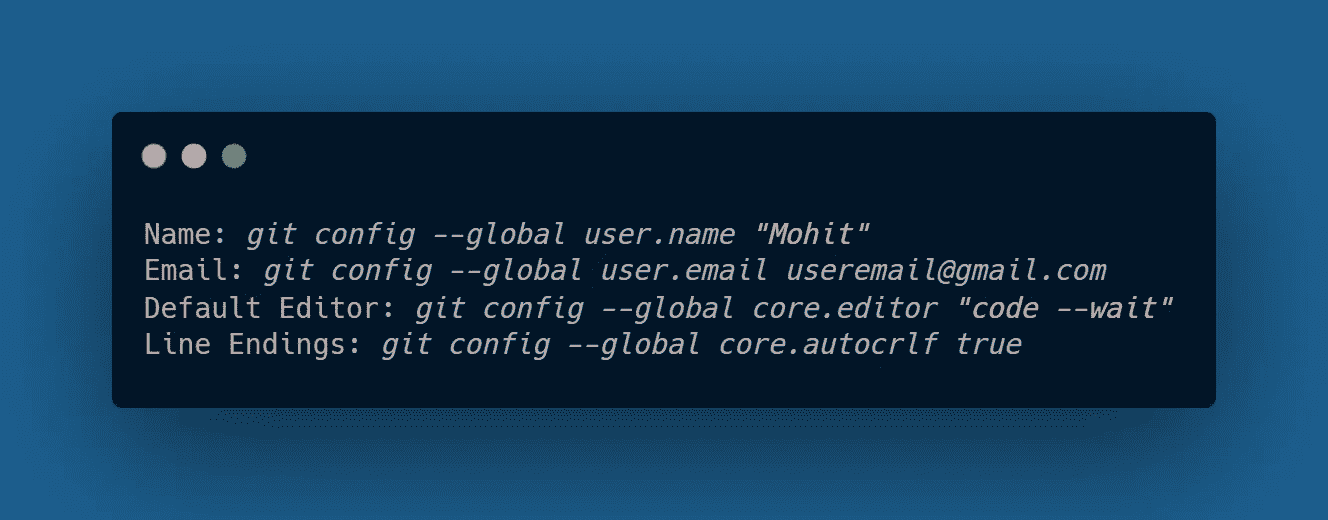 Name: git config --global user.name "Mohit"
Email: git config --global user.email useremail@gmail.com
Default Editor: git config --global core.editor "code --wait"
Line Endings: git config --global core.autocrlf true